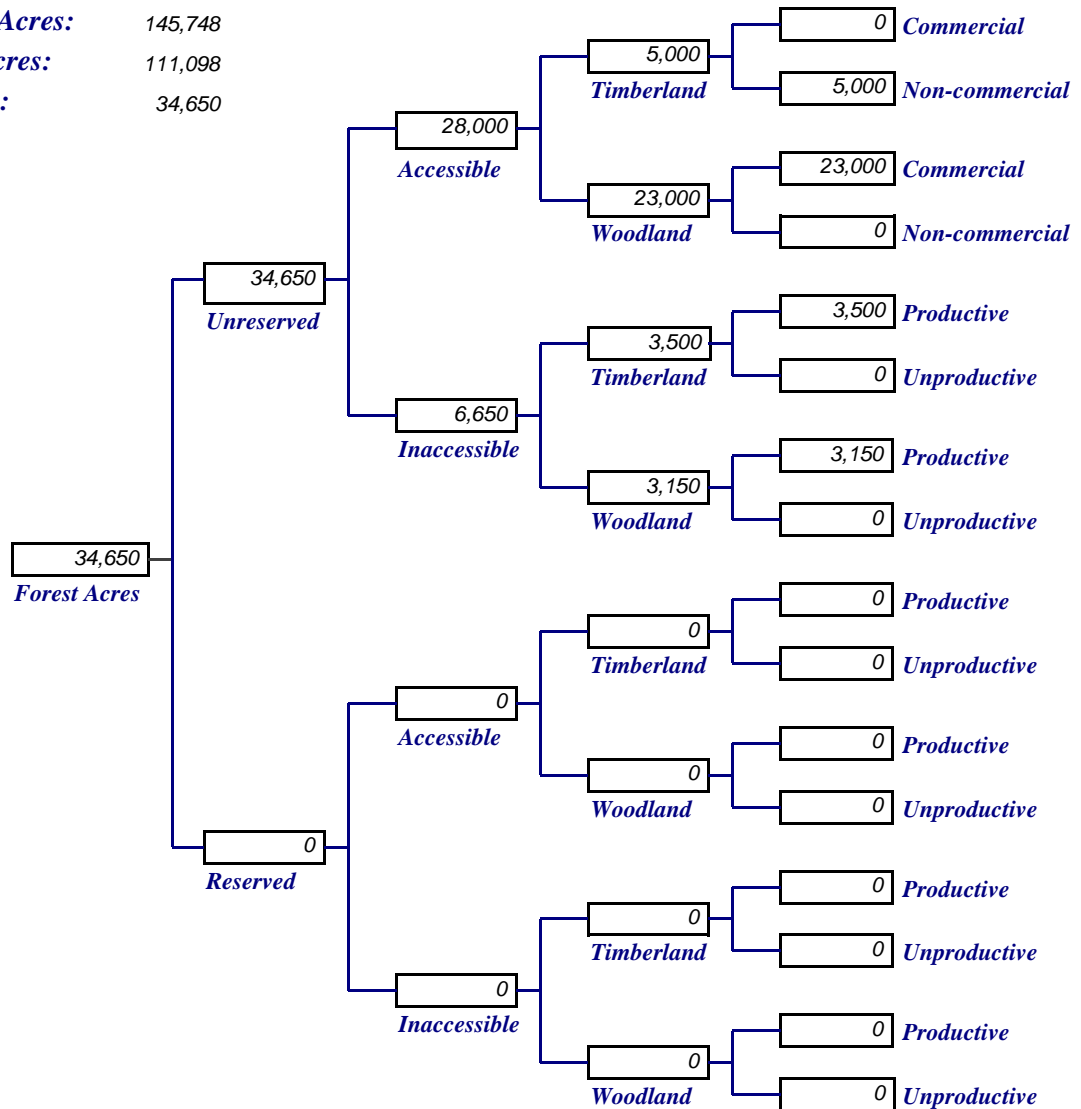 Acres: 145,748
cres: 111,098
: 34,650
0 Commercial
5,000
Timberland
5,000 Non-commercial
28,000
Accessible
23,000 Commercial
23,000
Woodland
0 Non-commercial
34,650
Unreserved
3,500 Productive
3,500
Timberland
0 Unproductive
6,650
Inaccessible
3,150 Productive
3,150
Woodland
0 Unproductive
34,650
Forest Acres
0 Productive
0
Timberland
0 Unproductive
0
Accessible
0 Productive
0
Woodland
0 Unproductive
0
Reserved
0 Productive
0
Timberland
0 Unproductive
0
Inaccessible
0 Productive
0
Woodland
0 Unproductive